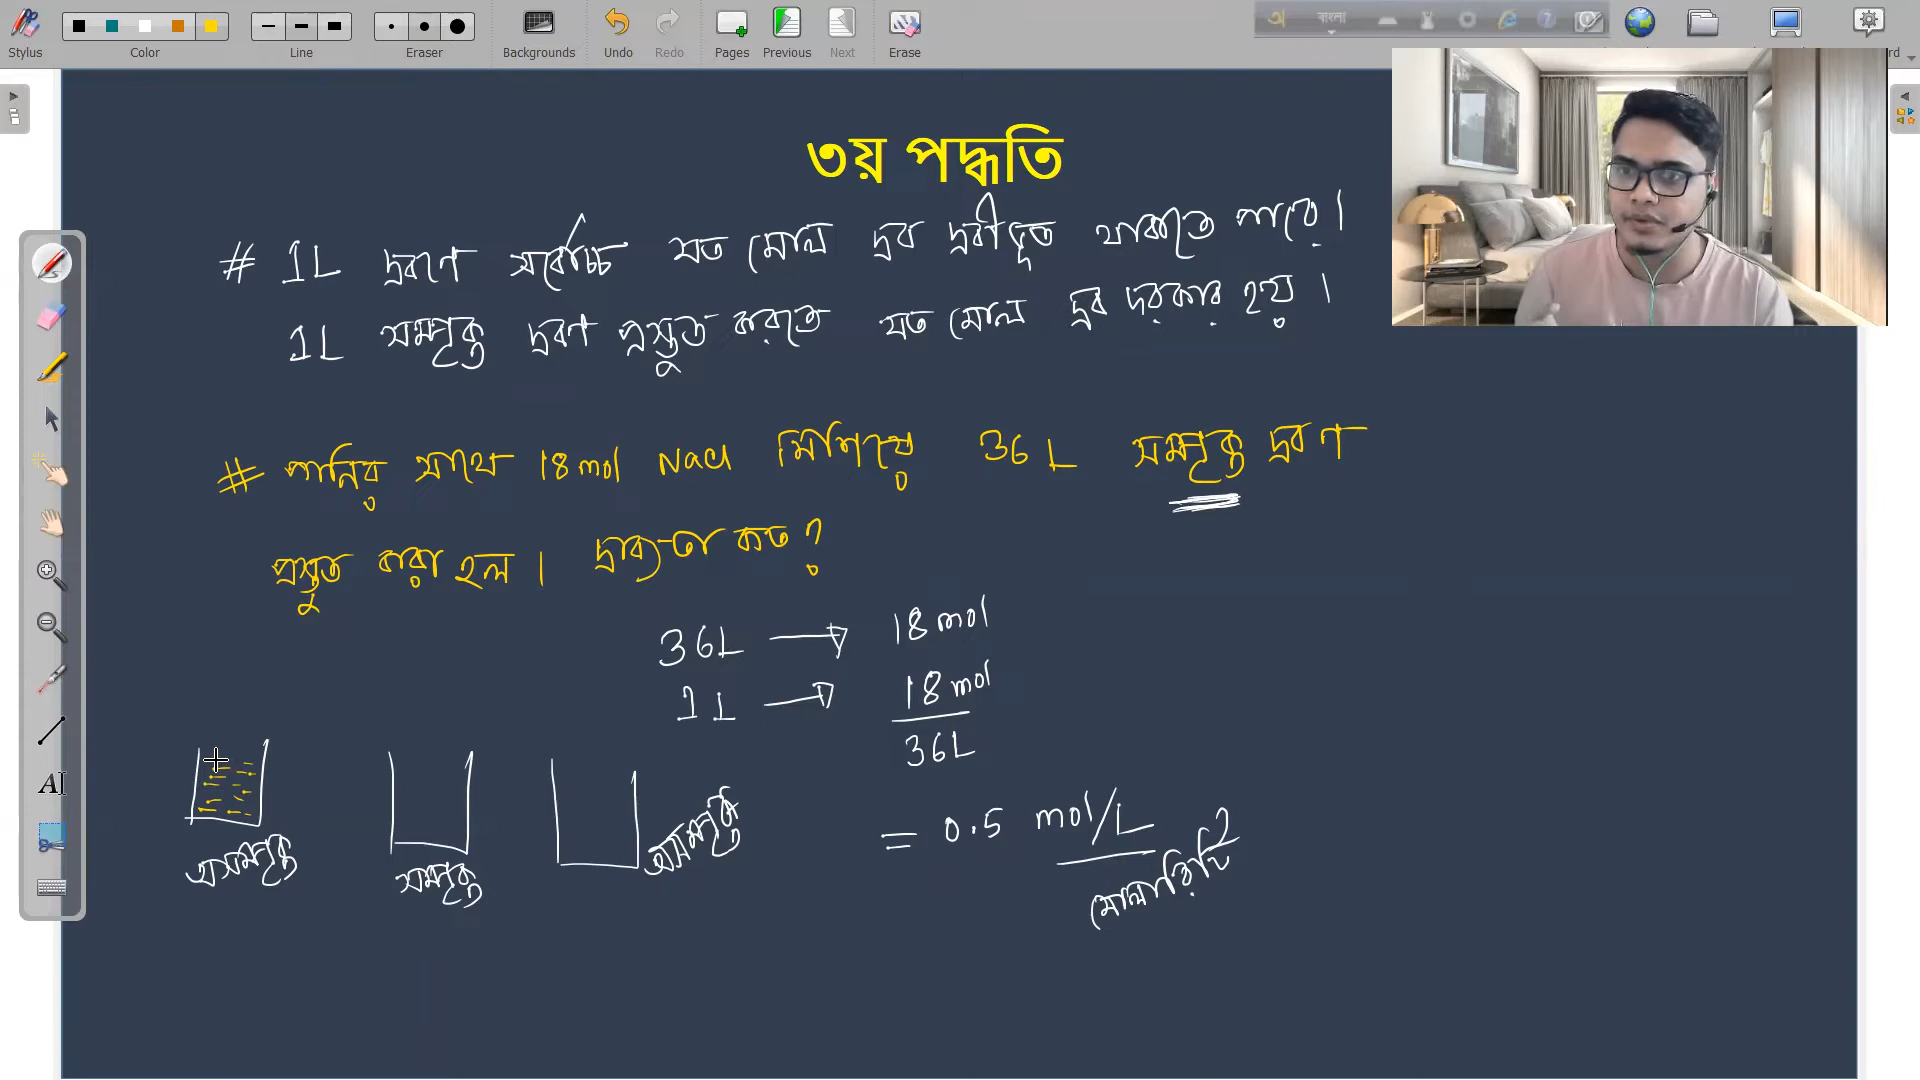 Stylus Color Line Eraser Backgrounds Undo Redo Pages Previous Next Erase
বাংলা
৩য় পদ্ধতি
# 1L দ্রবণে সর্বোচ্চ যত মোল দ্রব দ্রবীভূত থাকতে পারে।
1L সম্পৃক্ত দ্রবণ প্রস্তুত করতে যত মোল দ্রব দরকার হয়।
# পানির সাথে 18 mol NaCl মিশিয়ে 36 L সম্পৃক্ত দ্রবণ
প্রস্তুত করা হল। দ্রাব্যতা কত?
36L → 18 mol
1L → 18 mol
36L
= 0.5 mol/L
মোলারিটি
অসম্পৃক্ত সম্পৃক্ত